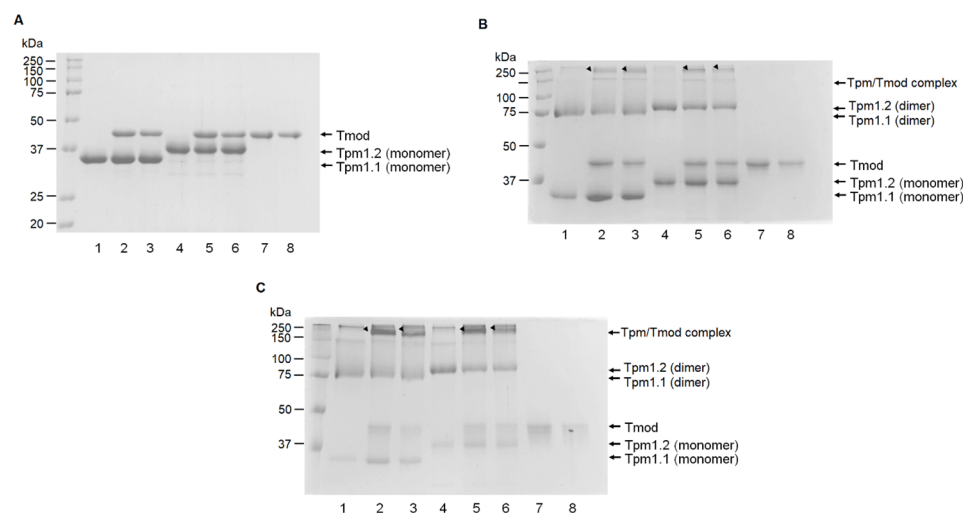 A
kDa
250
150
100
75
50
37
25
20
Tmod
Tpm1.2 (monomer)
Tpm1.1 (monomer)
1 2 3 4 5 6 7 8
B
kDa
250
100
75
50
37
Tpm/Tmod complex
Tpm1.2 (dimer)
Tpm1.1 (dimer)
Tmod
Tpm1.2 (monomer)
Tpm1.1 (monomer)
1 2 3 4 5 6 7 8
C
kDa
250
150
100
75
50
37
Tpm/Tmod complex
Tpm1.2 (dimer)
Tpm1.1 (dimer)
Tmod
Tpm1.2 (monomer)
Tpm1.1 (monomer)
1 2 3 4 5 6 7 8